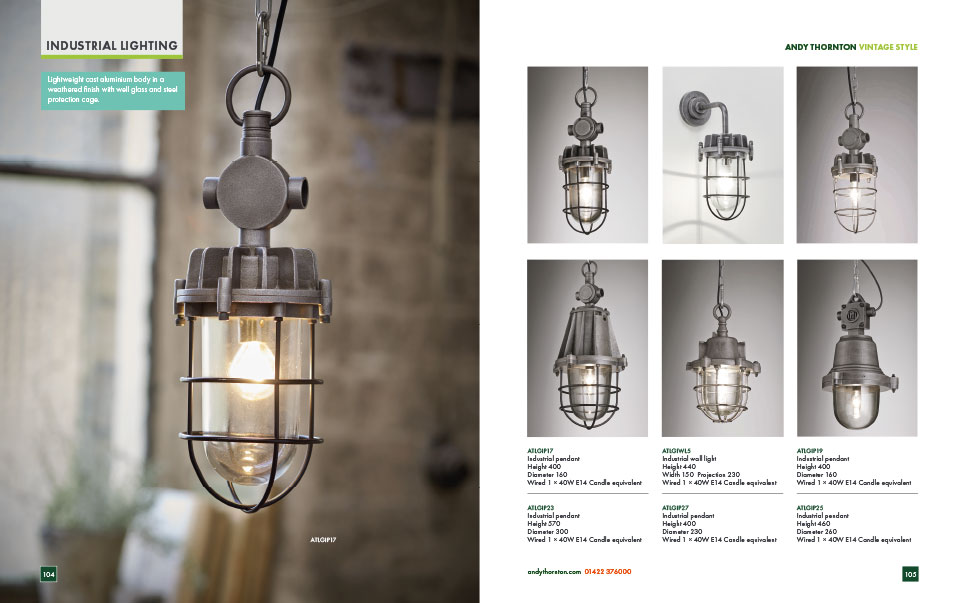 INDUSTRIAL LIGHTING
Lightweight cast aluminium body in a
weathered finish with well glass and steel
protection cage.
ATLGIP17
104
ANDY THORNTON VINTAGE STYLE
ATLGIP17
Industrial pendant
Height 400
Diameter 160
Wired 1 × 40W E14 Candle equivalent
ATLGIWL5
Industrial wall light
Height 440
Width 150 Projection 230
Wired 1 × 40W E14 Candle equivalent
ATLGIP19
Industrial pendant
Height 400
Diameter 160
Wired 1 × 40W E14 Candle equivalent
ATLGIP23
Industrial pendant
Height 570
Diameter 300
Wired 1 × 40W E14 Candle equivalent
ATLGIP27
Industrial pendant
Height 400
Diameter 230
Wired 1 × 40W E14 Candle equivalent
ATLGIP25
Industrial pendant
Height 460
Diameter 260
Wired 1 × 40W E14 Candle equivalent
andythornton.com 01422 376000
105